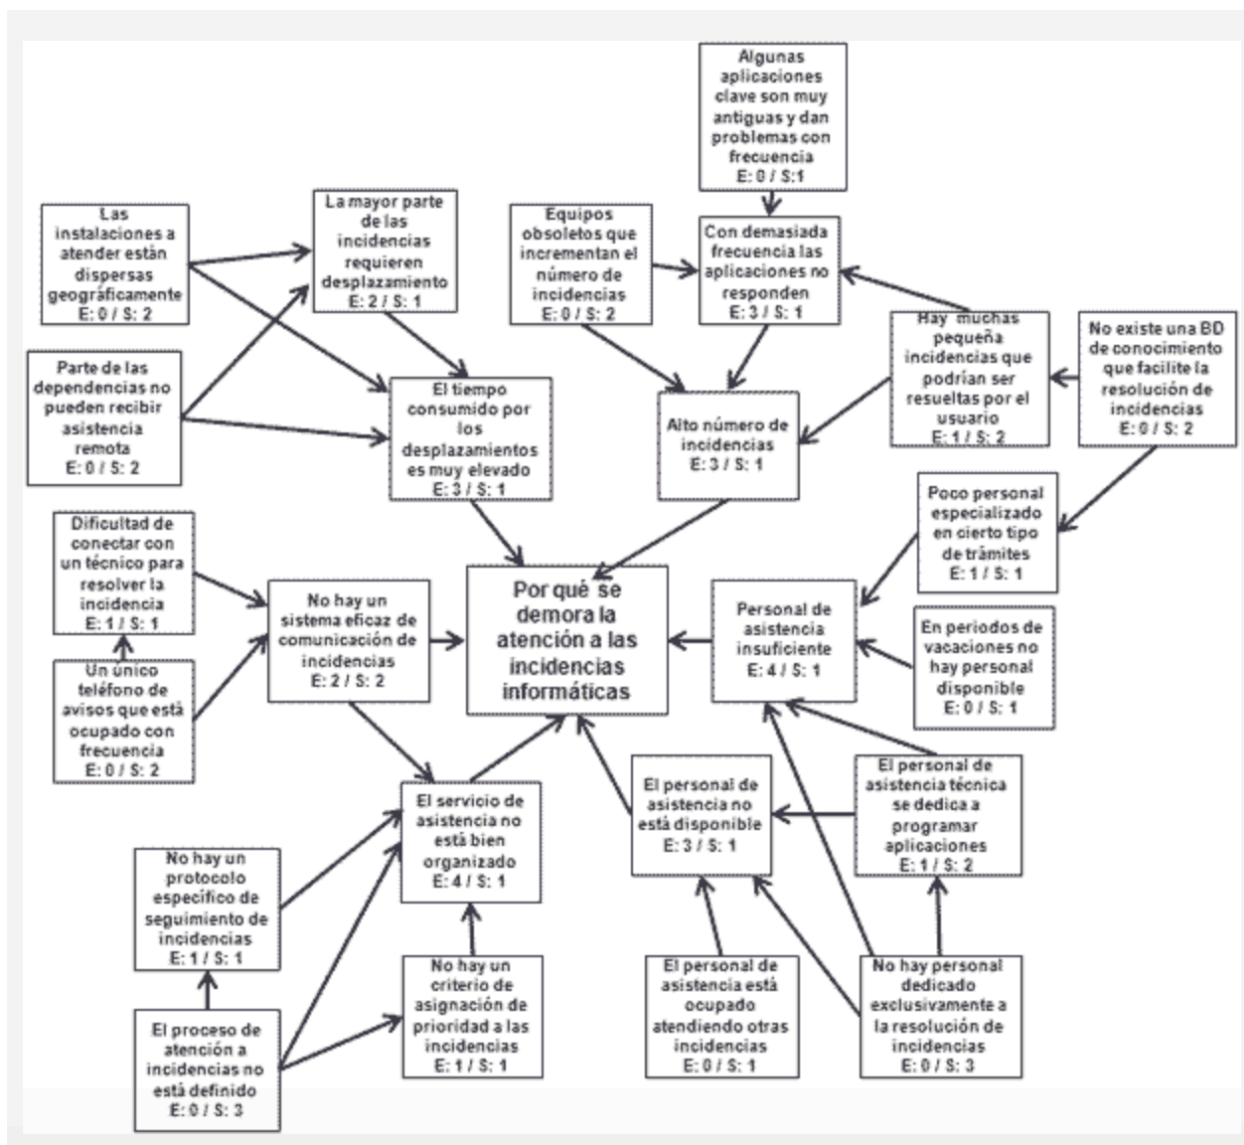 Algunas
aplicaciones
clave son muy
antiguas y dan
problemas con
frecuencia
E: 0 / S:1
Las
instalaciones a
atender están
dispersas
geográficamente
E: 0 / S: 2
La mayor parte
de las
incidencias
requieren
desplazamiento
E: 2 / S: 1
Equipos
obsoletos que
incrementan el
número de
incidencias
E: 0 / S: 2
Con demasiada
frecuencia las
aplicaciones no
responden
E: 3 / S: 1
Hay muchas
pequeña
incidencias que
podrían ser
resueltas por el
usuario
E: 1 / S: 2
No existe una BD
de conocimiento
que facilite la
resolución de
incidencias
E: 0 / S: 2
Parte de las
dependencias no
pueden recibir
asistencia
remota
E: 0 / S: 2
El tiempo
consumido por
los
desplazamientos
es muy elevado
E: 3 / S: 1
Alto número de
incidencias
E: 3 / S: 1
Poco personal
especializado
en cierto tipo
de trámites
E: 1 / S: 1
Dificultad de
conectar con
un técnico para
resolver la
incidencia
E: 1 / S: 1
No hay un
sistema eficaz de
comunicación de
incidencias
E: 2 / S: 2
Por qué se
demora la
atención a las
incidencias
informáticas
Personal de
asistencia
insuficiente
E: 4 / S: 1
En periodos de
vacaciones no
hay personal
disponible
E: 0 / S: 1
Un único
teléfono de
avisos que está
ocupado con
frecuencia
E: 0 / S: 2
El servicio de
asistencia no
está bien
organizado
E: 4 / S: 1
El personal de
asistencia no
está disponible
E: 3 / S: 1
El personal de
asistencia técnica
se dedica a
programar
aplicaciones
E: 1 / S: 2
No hay un
protocolo
específico de
seguimiento de
incidencias
E: 1 / S: 1
No hay un
criterio de
asignación de
prioridad a las
incidencias
E: 1 / S: 1
El personal de
asistencia está
ocupado
atendiendo otras
incidencias
E: 0 / S: 1
No hay personal
dedicado
exclusivamente a
la resolución de
incidencias
E: 0 / S: 3
El proceso de
atención a
incidencias no
está definido
E: 0 / S: 3